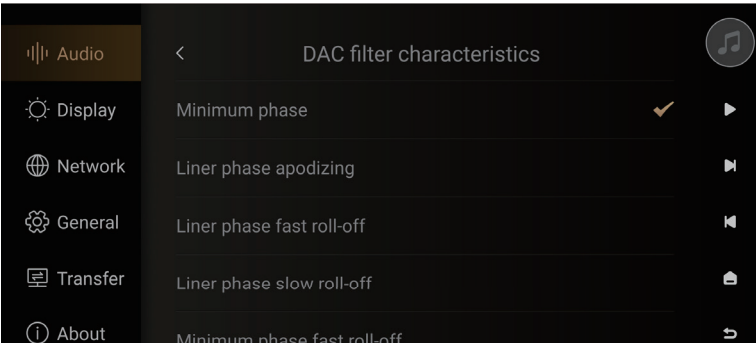 Audio
DAC filter characteristics
Display
Minimum phase
Network
Liner phase apodizing
General
Liner phase fast roll-off
Transfer
Liner phase slow roll-off
About
Minimum phase fast roll-off